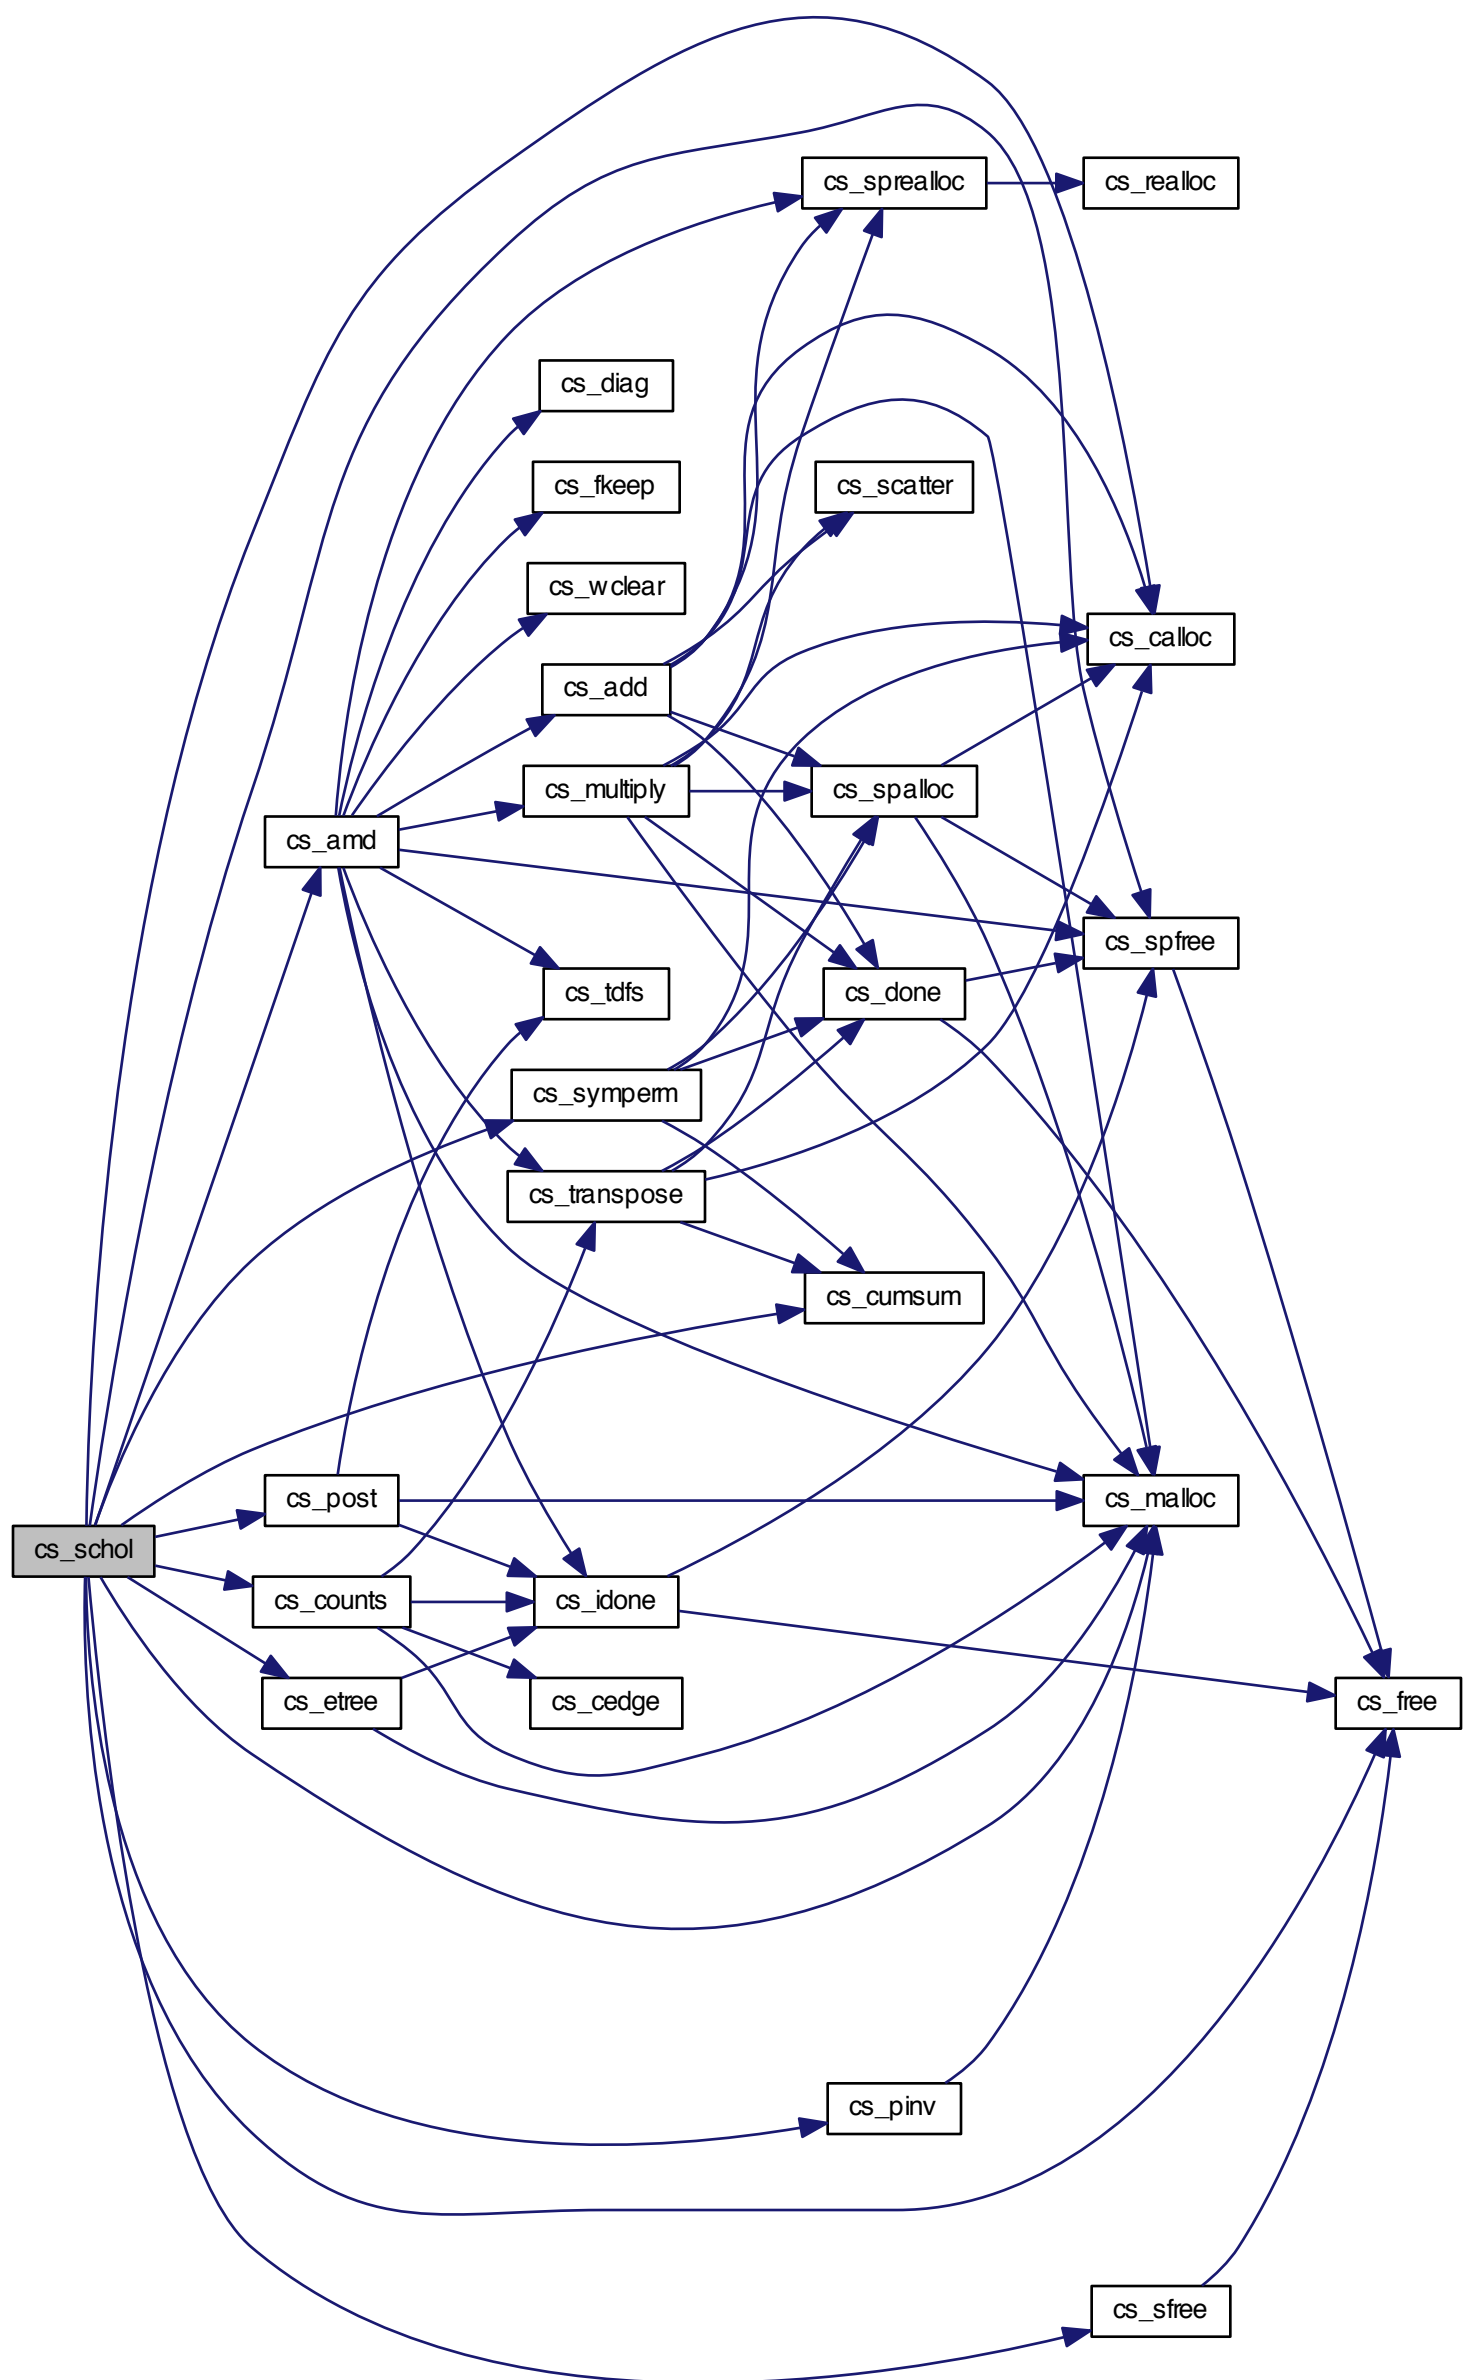 cs_sprealloc
cs_realloc
cs_diag
cs_fkeep
cs_scatter
cs_wclear
cs_calloc
cs_add
cs_multiply
cs_spalloc
cs_amd
cs_spfree
cs_tdfs
cs_done
cs_symperm
cs_transpose
cs_cumsum
cs_post
cs_malloc
cs_schol
cs_counts
cs_idone
cs_etree
cs_cedge
cs_free
cs_pinv
cs_sfree